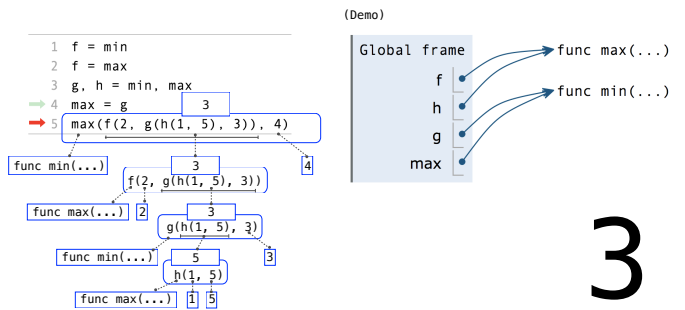 (Demo)
1 f = min
2 f = max
3 g, h = min, max
4 max = g
3
5 max(f(2, g(h(1, 5), 3)), 4)
func min(...)
3
4
f(2, g(h(1, 5), 3))
func max(...)
2
3
g(h(1, 5), 3)
func min(...)
5
3
h(1, 5)
func max(...)
1
5
Global frame
f
h
g
max
func max(...)
func min(...)
3